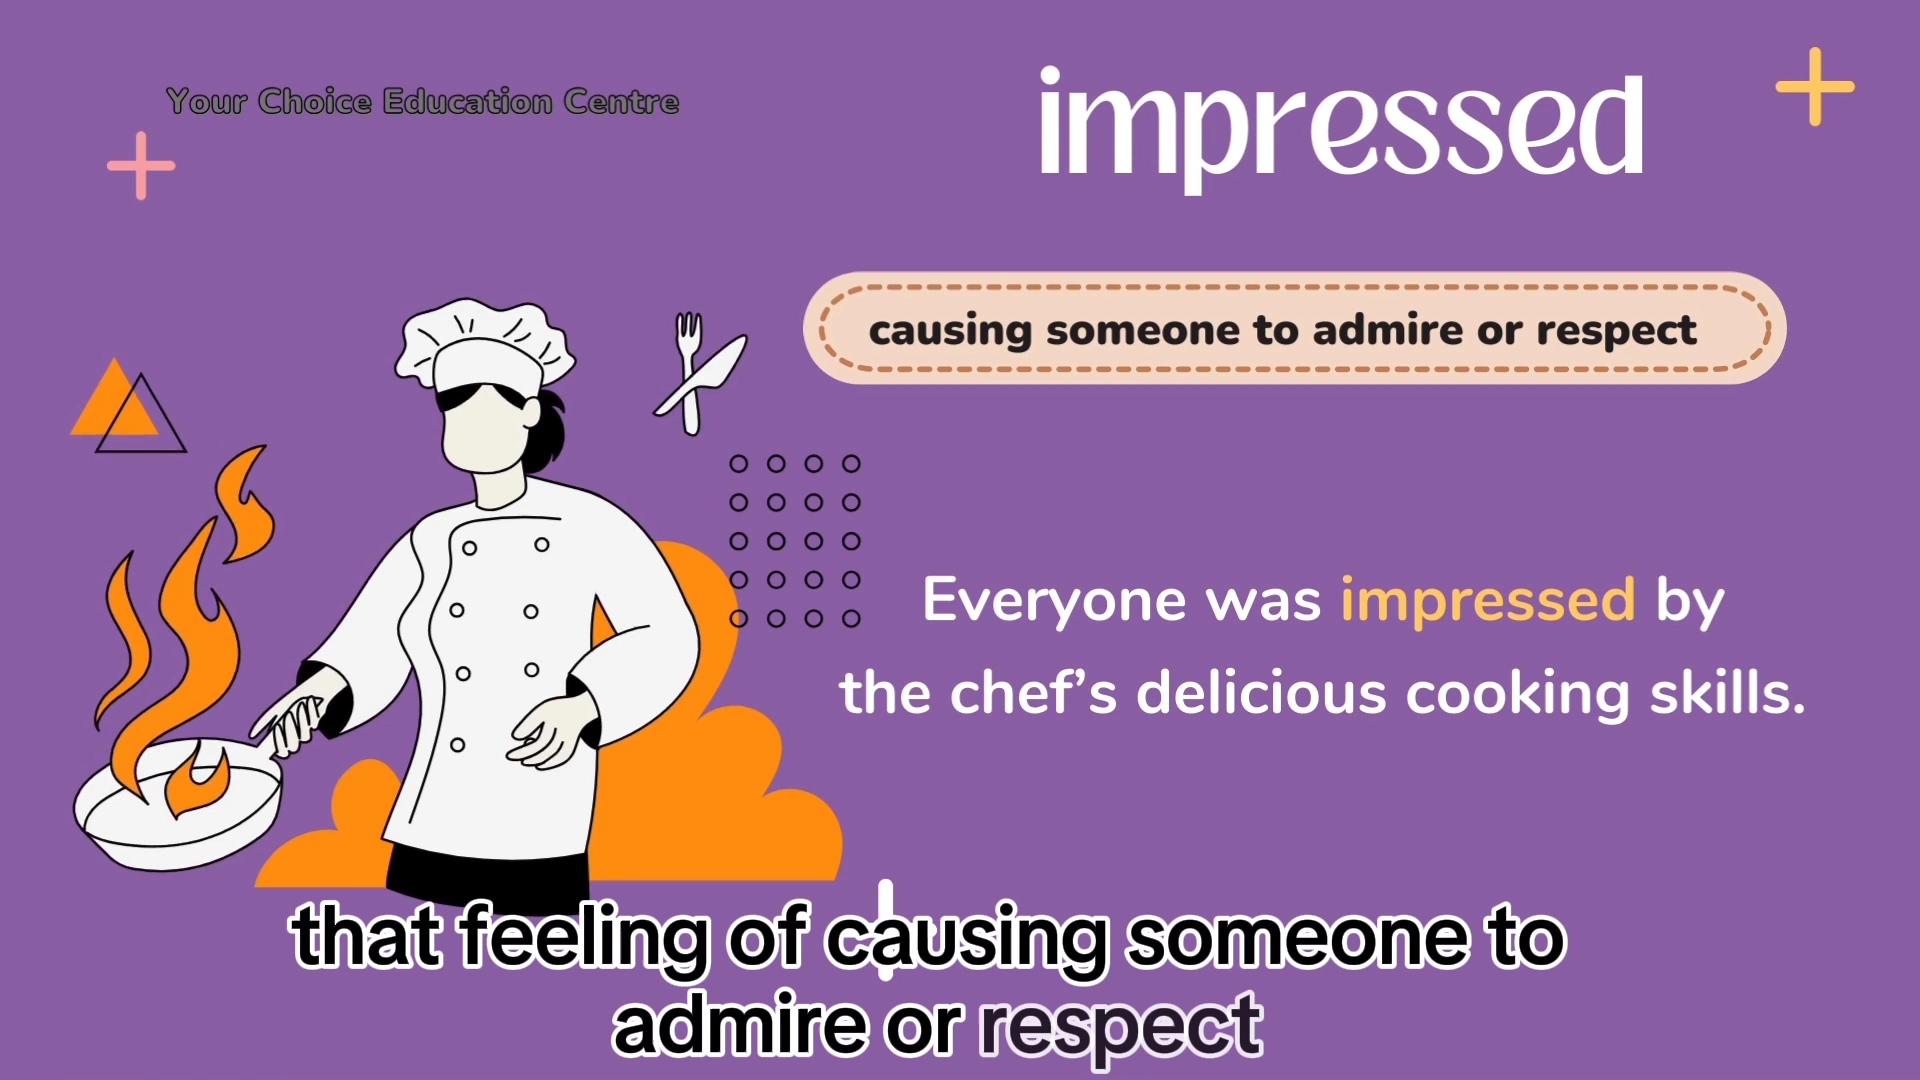 Your Choice Education Centre
impressed
causing someone to admire or respect
Everyone was impressed by
the chef’s delicious cooking skills.
that feeling of causing someone to
admire or respect